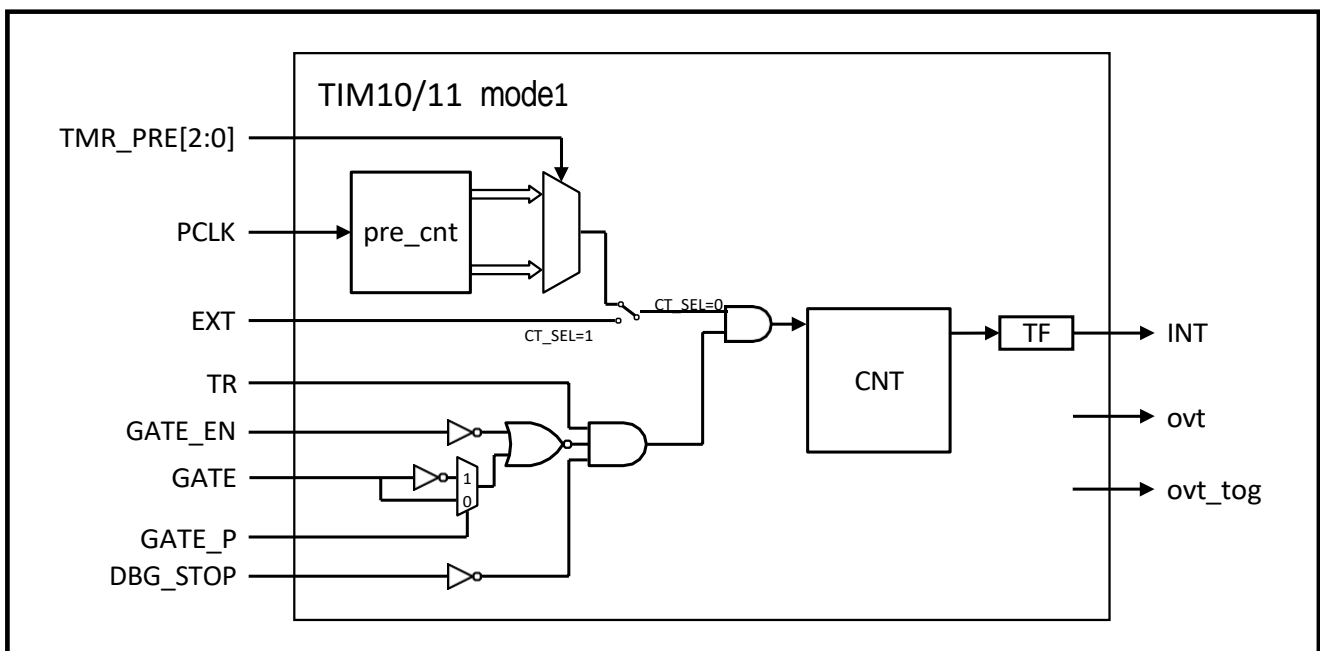 TIM10/11 mode1
TMR_PRE[2:0]
PCLK
pre_cnt
CT_SEL=0
EXT
CT_SEL=1
TF
INT
TR
CNT
ovt
GATE_EN
GATE
1
0
ovt_tog
GATE_P
DBG_STOP